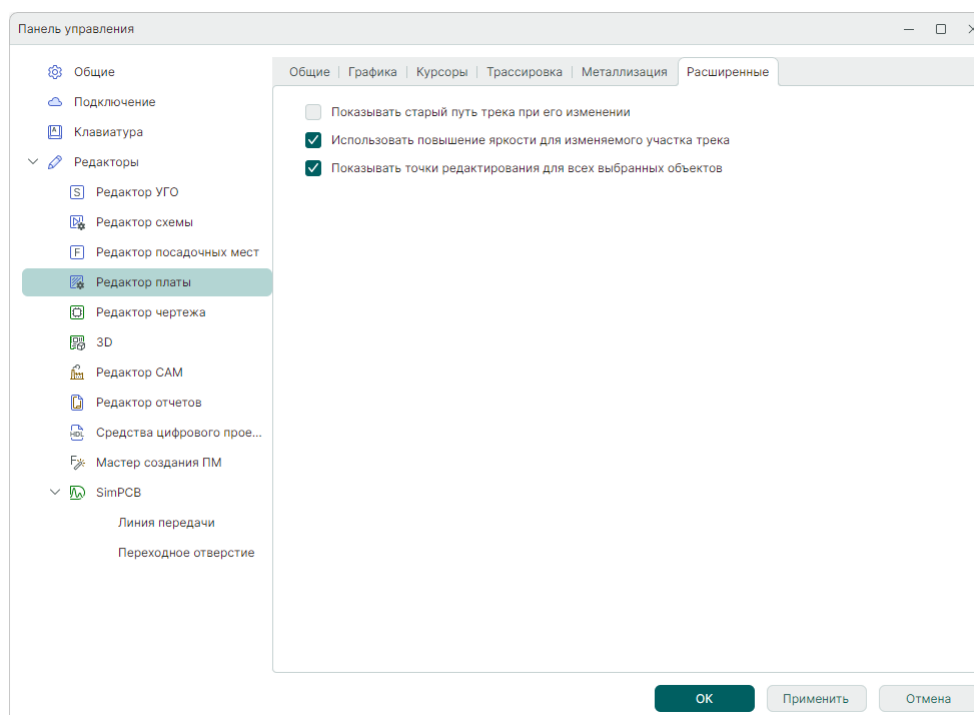 Панель управления
Общие
Подключение
Клавиатура
Редакторы
S Редактор УГО
Редактор схемы
F Редактор посадочных мест
Редактор платы
Редактор чертежа
3D
Редактор CAM
Редактор отчетов
HDL Средства цифрового прое...
F Мастер создания ПМ
SimPCB
Линия передачи
Переходное отверстие
Общие Графика Курсоры Трассировка Металлизация Расширенные
Показывать старый путь трека при его изменении
Использовать повышение яркости для изменяемого участка трека
Показывать точки редактирования для всех выбранных объектов
ОК Применить Отмена